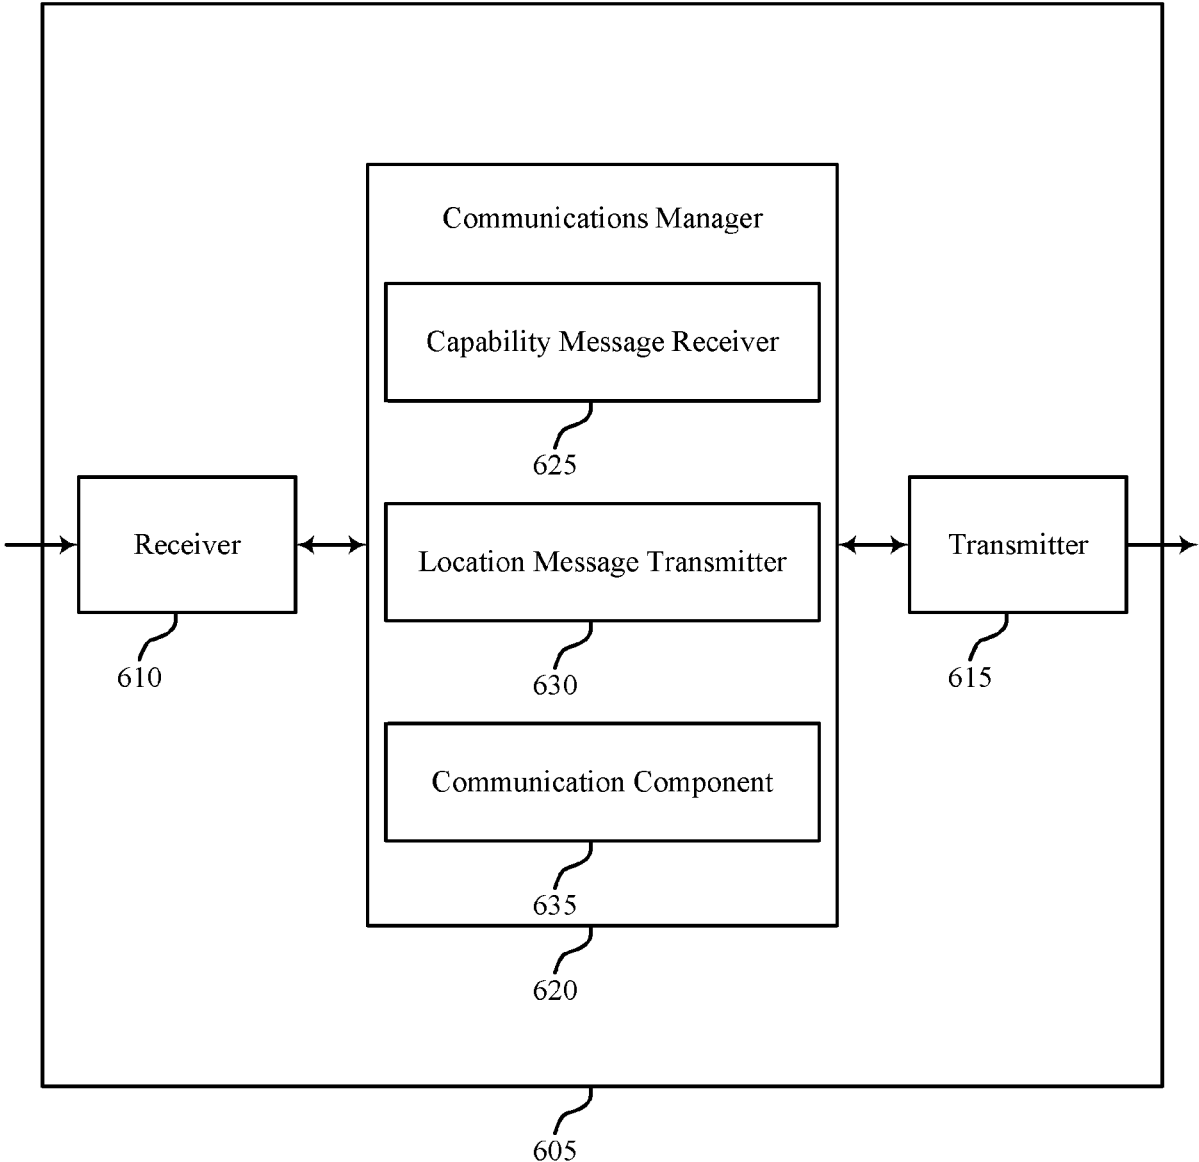 Communications Manager
Capability Message Receiver
625
Receiver
610
Location Message Transmitter
630
Transmitter
615
Communication Component
635
620
605